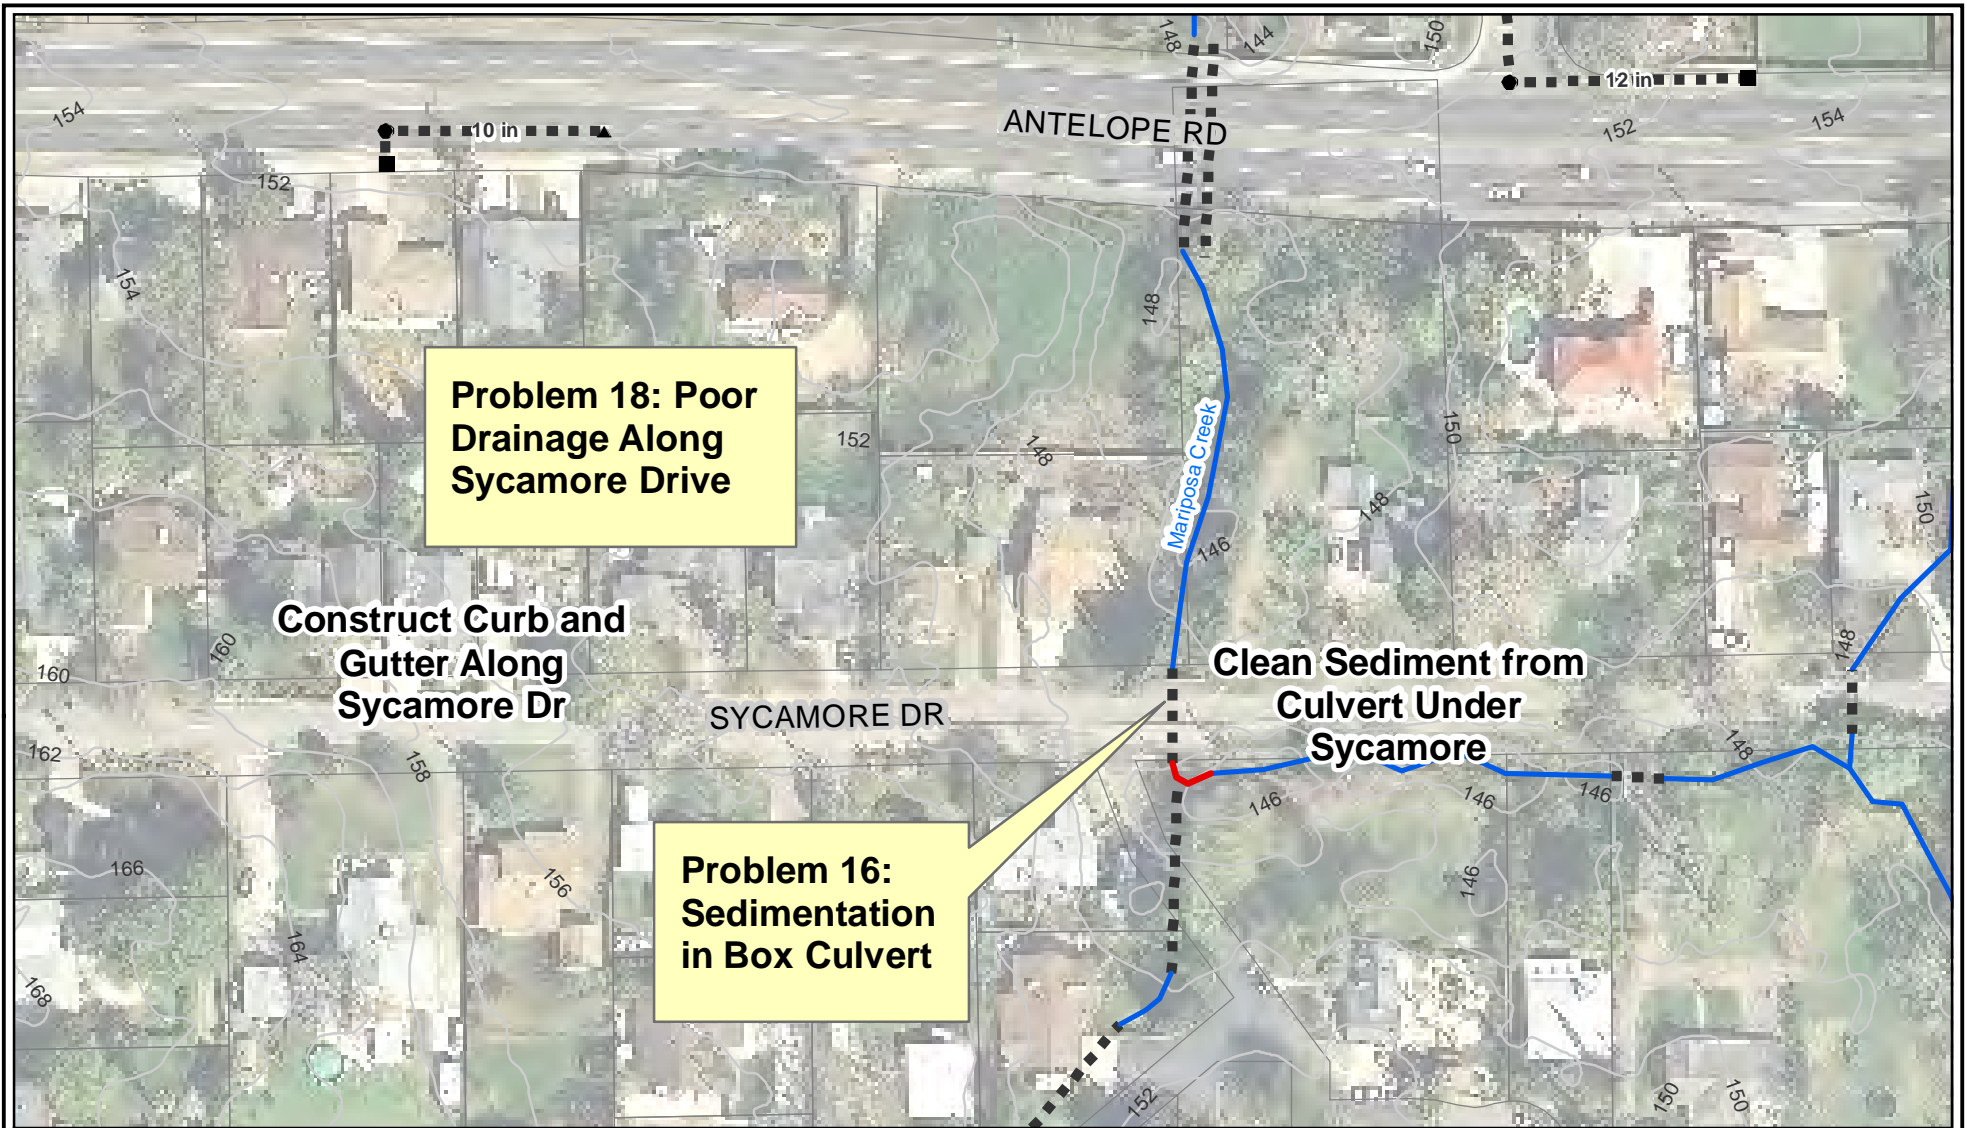 148
144
150
12 in
154
10 in
ANTELOPE RD
152
154
152
154
148
Problem 18: Poor
Drainage Along
Sycamore Drive
152
148
150
Mariposa Creek
148
146
150
Construct Curb and
Gutter Along
Sycamore Dr
160
160
148
Clean Sediment from
Culvert Under
Sycamore
SYCAMORE DR
162
158
148
146
146
146
Problem 16:
Sedimentation
in Box Culvert
166
156
146
164
168
152
150
150